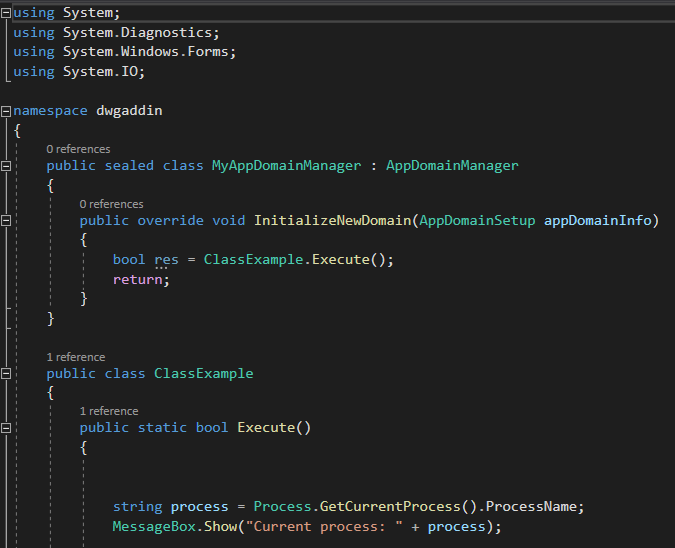 using System;
using System.Diagnostics;
using System.Windows.Forms;
using System.IO;
namespace dwgaddin
{
0 references
public sealed class MyAppDomainManager : AppDomainManager
{
0 references
public override void InitializeNewDomain(AppDomainSetup appDomainInfo)
{
bool res = ClassExample.Execute();
return;
}
}
1 reference
public class ClassExample
{
1 reference
public static bool Execute()
{
string process = Process.GetCurrentProcess().ProcessName;
MessageBox.Show("Current process: " + process);